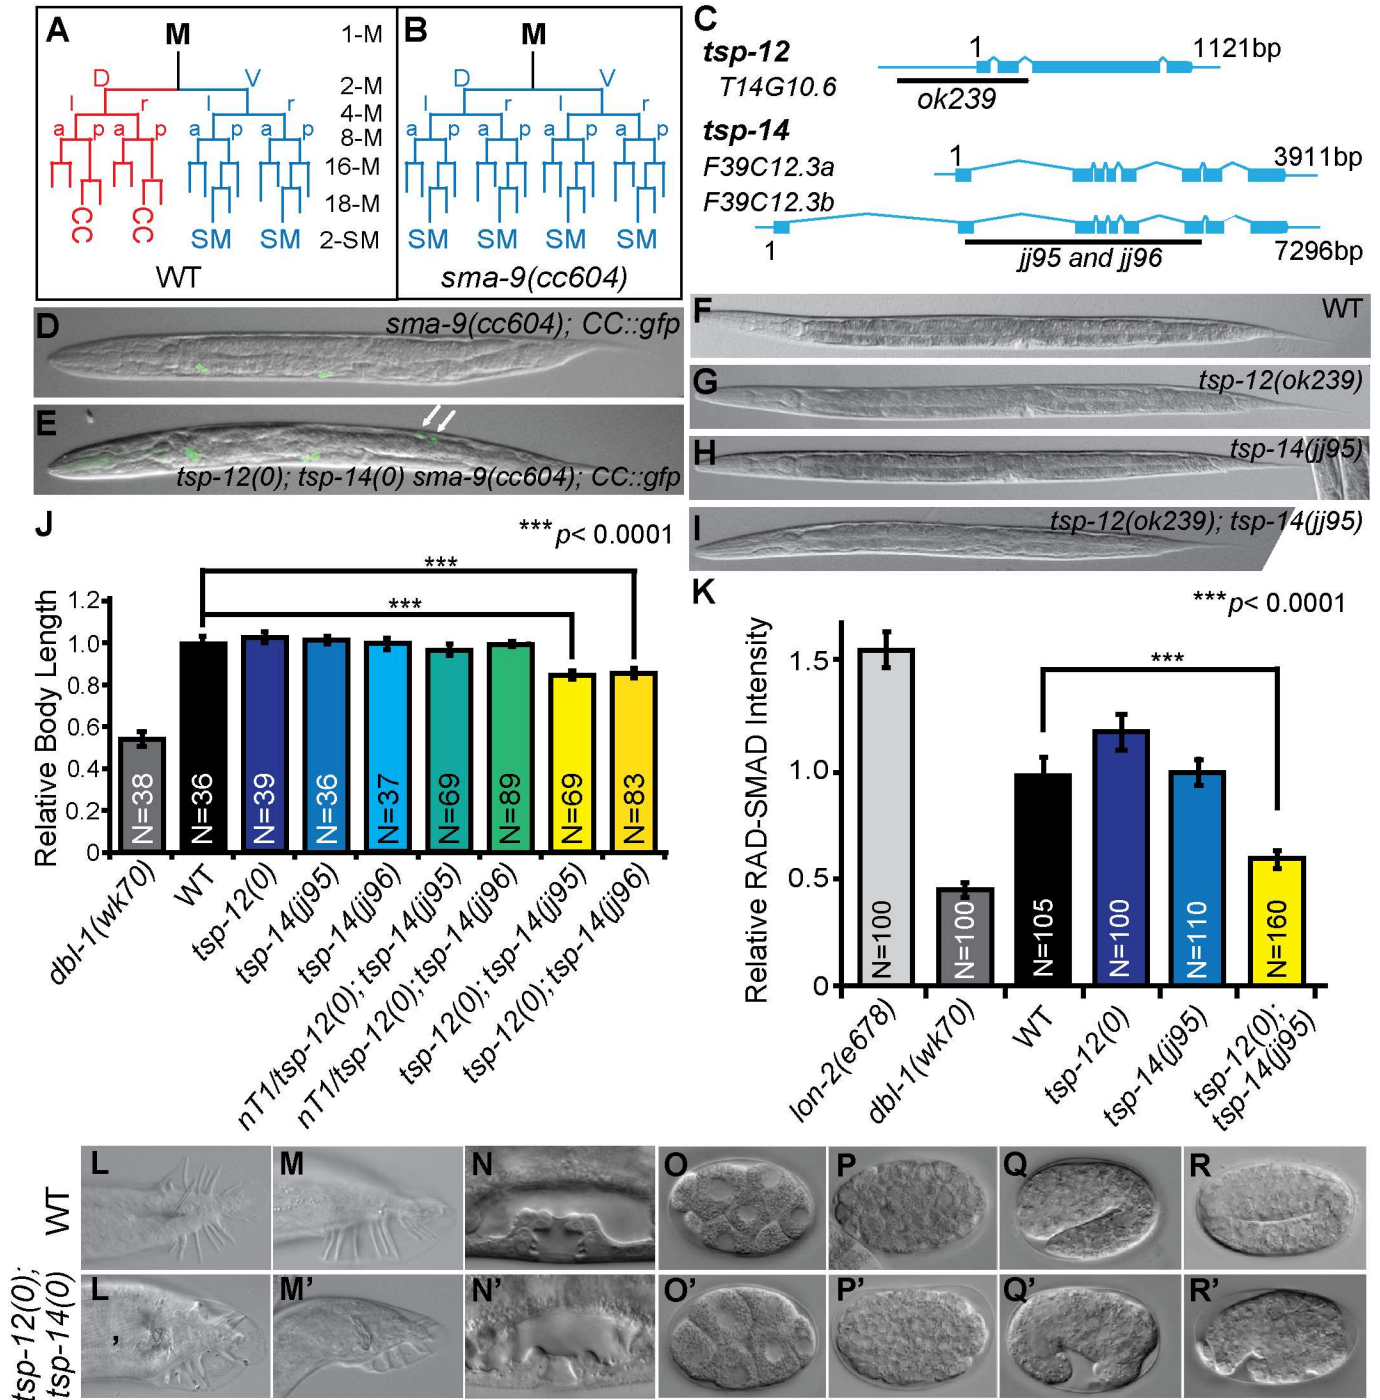 A
M
D
V
l
r
l
r
a
p
a
p
a
p
a
p
CC
CC
SM
SM
WT
1-M
2-M
4-M
8-M
16-M
18-M
2-SM
B
M
D
V
l
r
l
r
a
p
a
p
a
p
a
p
SM
SM
SM
SM
sma-9(cc604)
C
tsp-12
T14G10.6
1
1121bp
ok239
tsp-14
F39C12.3a
1
3911bp
F39C12.3b
1
7296bp
jj95 and jj96
D
sma-9(cc604); CC::gfp
E
tsp-12(0); tsp-14(0) sma-9(cc604); CC::gfp
F
WT
G
tsp-12(ok239)
H
tsp-14(jj95)
I
tsp-12(ok239); tsp-14(jj95)
J
***p< 0.0001
***
***
Relative Body Length
1.2
1.0
0.8
0.6
0.4
0.2
0
N=38
N=36
N=39
N=36
N=37
N=69
N=89
N=69
N=83
dbl-1(wk70)
WT
tsp-12(0)
tsp-14(jj95)
tsp-14(jj96)
nT1/tsp-12(0); tsp-14(jj95)
nT1/tsp-12(0); tsp-14(jj96)
tsp-12(0); tsp-14(jj95)
tsp-12(0); tsp-14(jj96)
K
***p< 0.0001
***
Relative RAD-SMAD Intensity
1.5
1.0
0.5
0
N=100
N=100
N=105
N=100
N=110
N=160
lon-2(e678)
dbl-1(wk70)
WT
tsp-12(0)
tsp-14(jj95)
tsp-12(0);
tsp-14(jj95)
WT
L
M
N
O
P
Q
R
tsp-12(0);
tsp-14(0)
L
’
M’
N’
O’
P’
Q’
R’